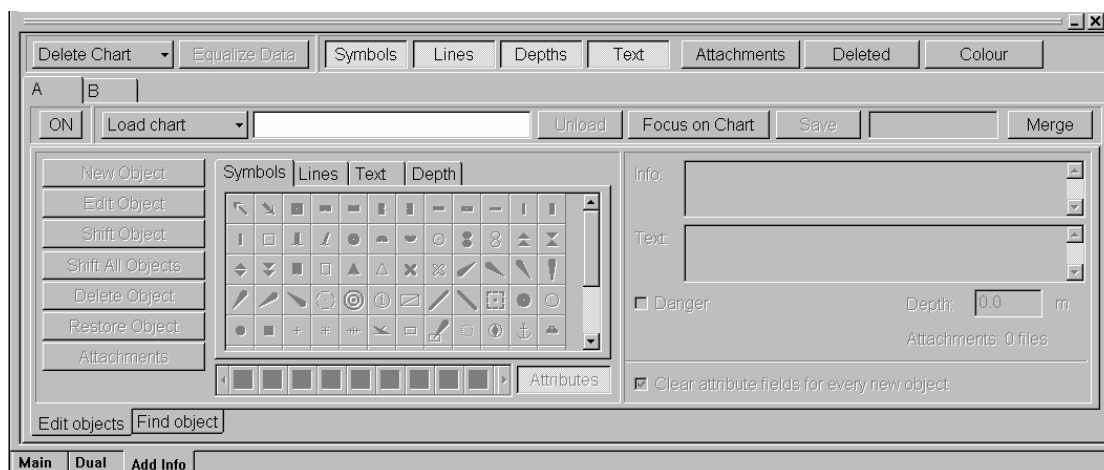 Delete Chart Equalize Data Symbols Lines Depths Text Attachments Deleted Colour
A B
ON Load chart Unload Focus on Chart Save Merge
New Object
Edit Object
Shift Object
Shift All Objects
Delete Object
Restore Object
Attachments
Symbols Lines Text Depth
1
Attributes
Info:
Text:
Danger Depth: 0.0 m
Attachments: 0 files
Clear attribute fields for every new object
Edit objects Find object
Main Dual Add Info